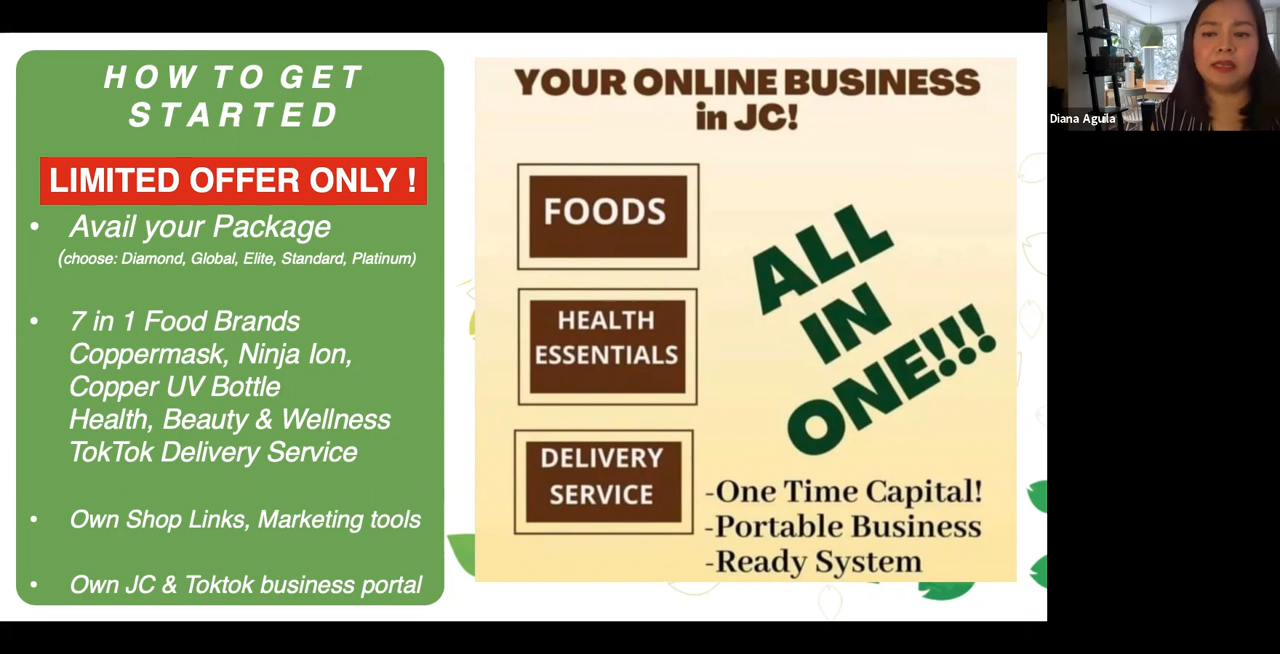 HOW TO GET
STARTED
LIMITED OFFER ONLY !
• Avail your Package
(choose: Diamond, Global, Elite, Standard, Platinum)
• 7 in 1 Food Brands
Coppermask, Ninja Ion,
Copper UV Bottle
Health, Beauty & Wellness
TokTok Delivery Service
• Own Shop Links, Marketing tools
• Own JC & Toktok business portal
YOUR ONLINE BUSINESS
in JC!
FOODS
HEALTH
ESSENTIALS
DELIVERY
SERVICE
ALL
IN
ONE!!!
-One Time Capital!
-Portable Business
-Ready System
Diana Aguila